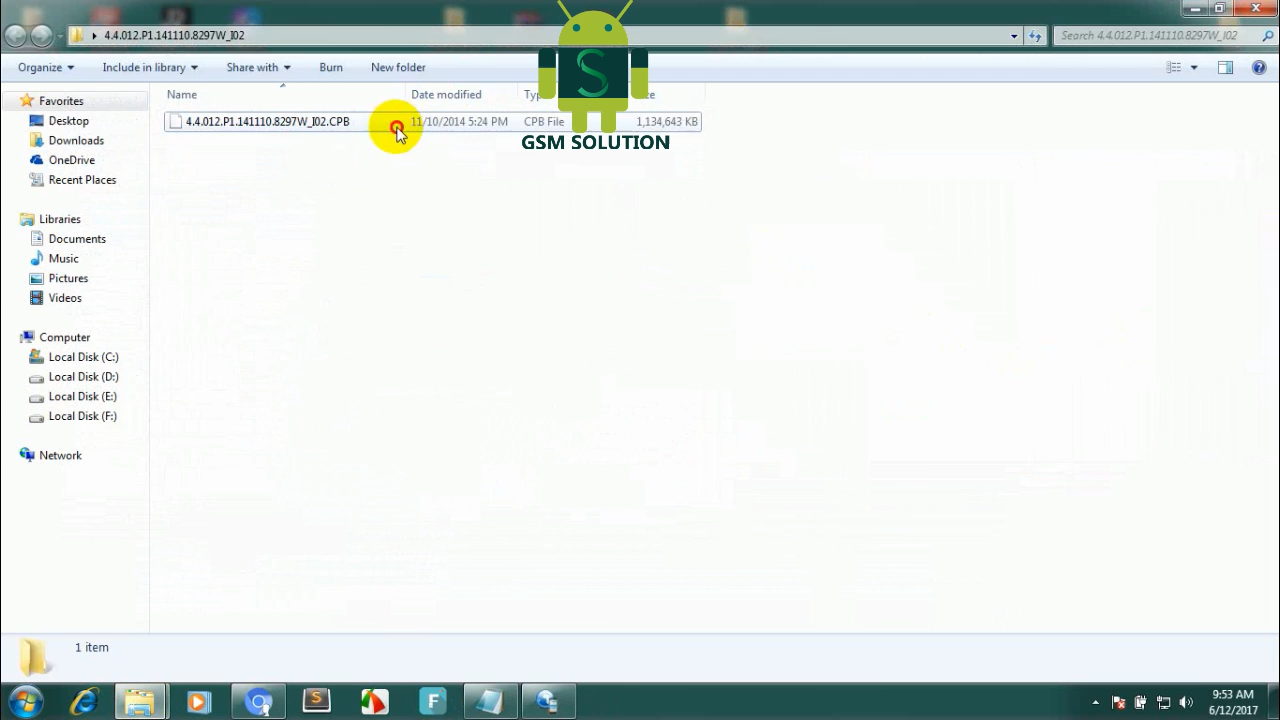 4.4.012.P1.141110.8297W_I02
Search 4.4.012.P1.141110.8297W_I02
Organize
Include in library
Share with
Burn
New folder
Name
Date modified
4.4.012.P1.141110.8297W_I02.CPB
11/10/2014 5:24 PM
CPB File
1,134,643 KB
S
GSM SOLUTION
Favorites
Desktop
Downloads
OneDrive
Recent Places
Libraries
Documents
Music
Pictures
Videos
Computer
Local Disk (C:)
Local Disk (D:)
Local Disk (E:)
Local Disk (F:)
Network
1 item
S
F
9:53 AM
6/12/2017